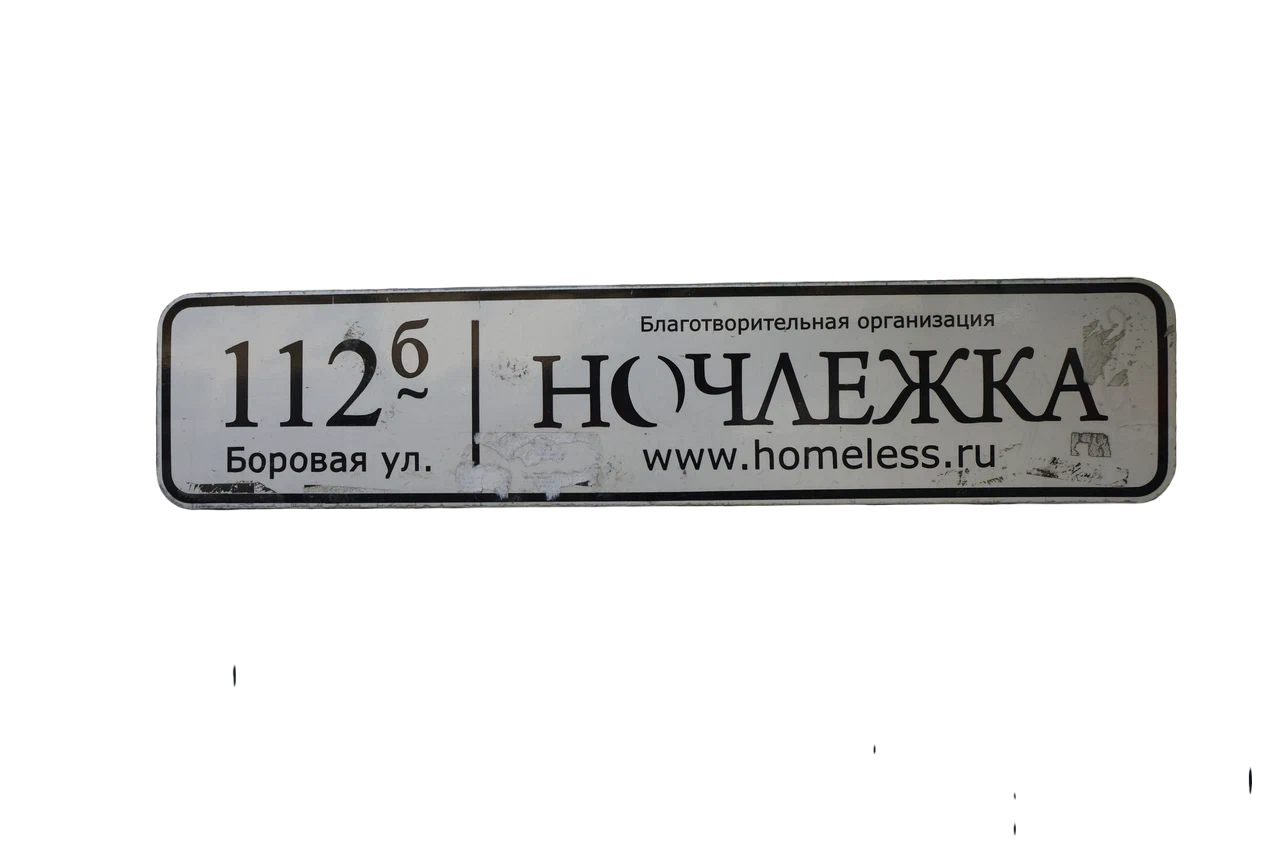 112б
Боровая ул.
Благотворительная организация
НОЧЛЕЖКА
www.homeless.ru